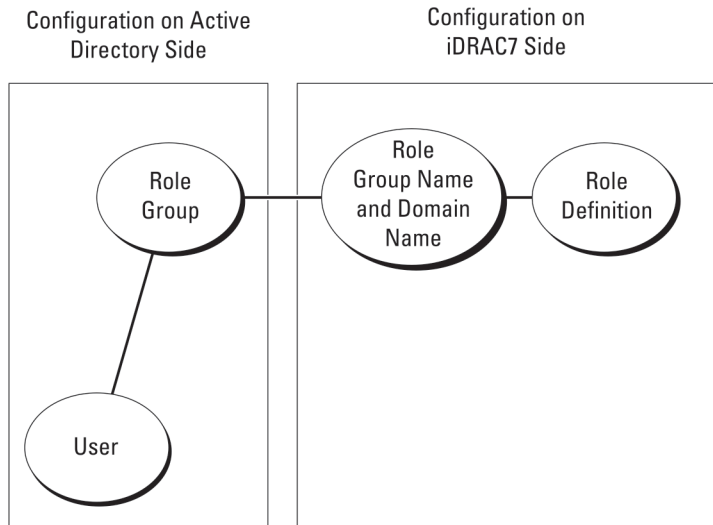 Configuration on Active
Directory Side
Configuration on
iDRAC7 Side
Role
Group
Role
Group Name
and Domain
Name
Role
Definition
User